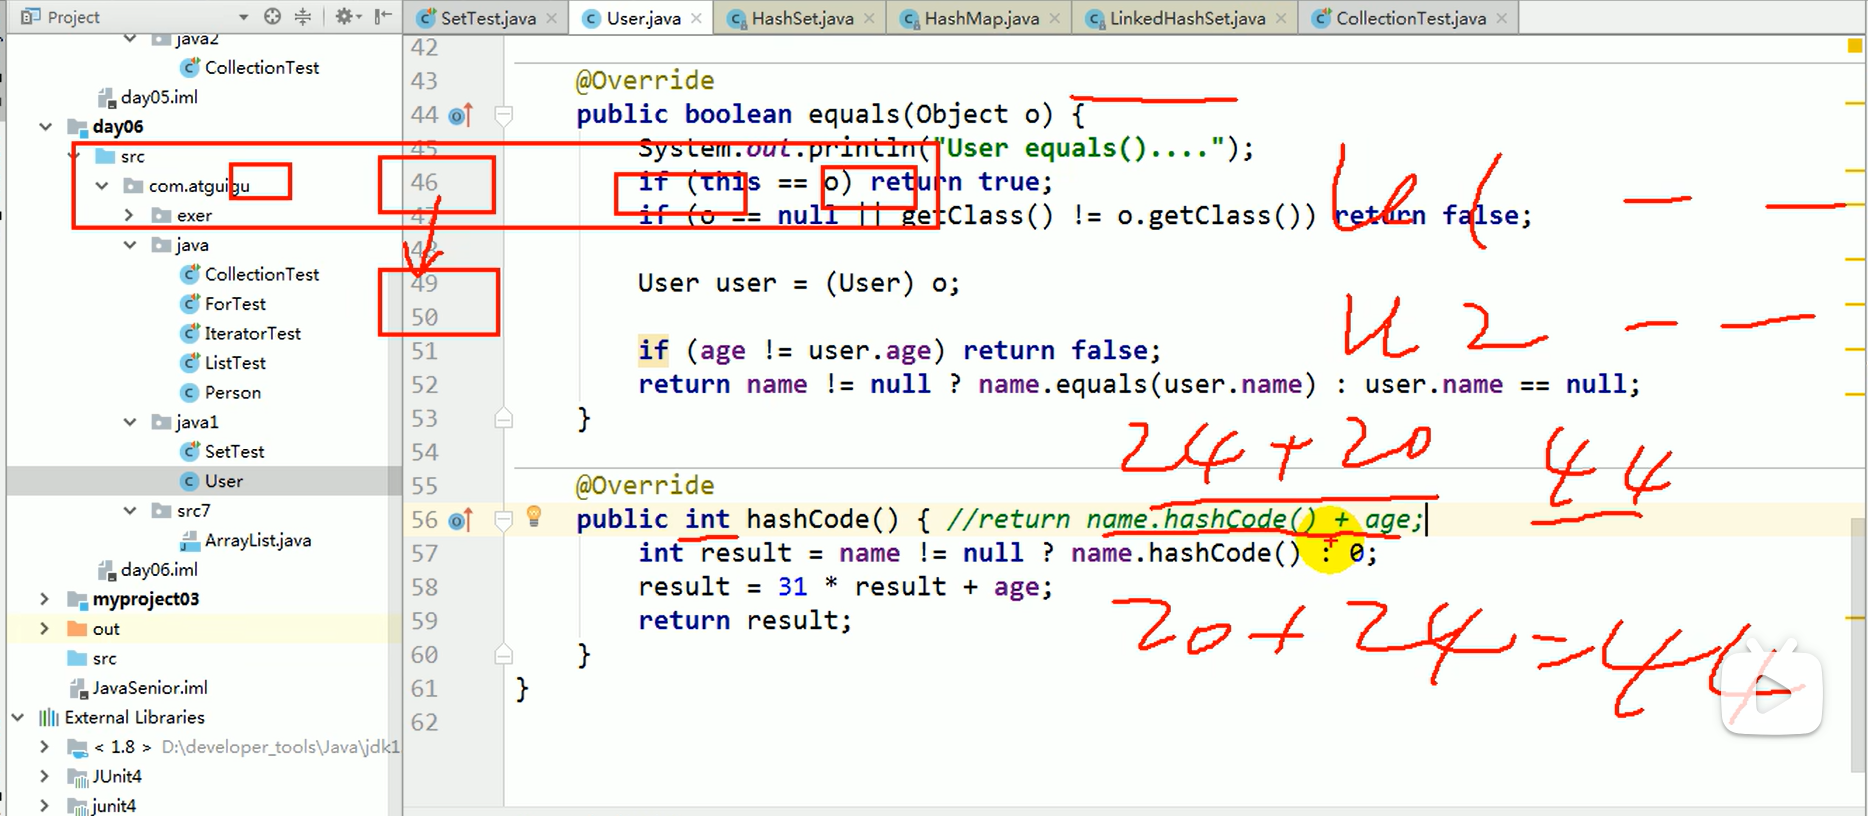 Project
SetTest.java
User.java
HashSet.java
HashMap.java
LinkedHashSet.java
CollectionTest.java
java2
CollectionTest
day05.iml
day06
src
com.atguigu
exer
java
CollectionTest
ForTest
IteratorTest
ListTest
Person
java1
SetTest
User
src7
ArrayList.java
day06.iml
myproject03
out
src
JavaSenior.iml
External Libraries
< 1.8 > D:\developer_tools\Java\jdk1
JUnit4
junit4
42
43 @Override
44 public boolean equals(Object o) {
45 System.out.println("User equals()....");
46 if (this == o) return true;
47 if (o == null || getClass() != o.getClass()) return false;
48
49 User user = (User) o;
50
51 if (age != user.age) return false;
52 return name != null ? name.equals(user.name) : user.name == null;
53 }
54
55 @Override
56 public int hashCode() { //return name.hashCode() + age;
57 int result = name != null ? name.hashCode() : 0;
58 result = 31 * result + age;
59 return result;
60 }
61 }
62
u1 - -
u2 - -
24+20 44
20+24=44